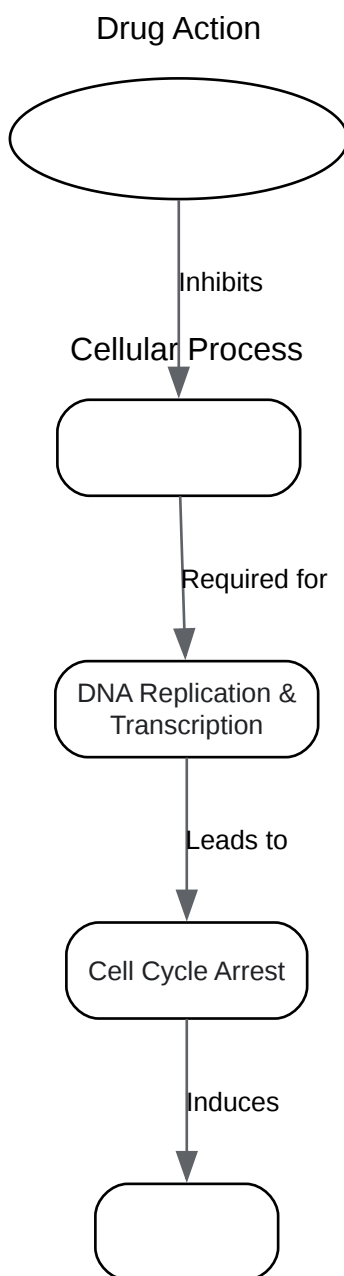 Drug Action
Inhibits
Cellular Process
Required for
DNA Replication &
Transcription
Leads to
Cell Cycle Arrest
Induces